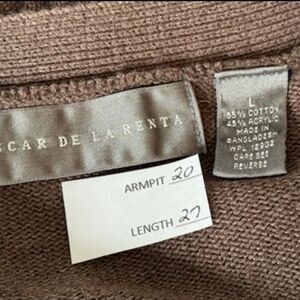 SCAR DE LA RENTA
L
55% COTTON
45% ACRYLIC
MADE IN
BANGLADESH
WPL 12902
CARE SEE
REVERSE
ARMPIT 20
LENGTH 27